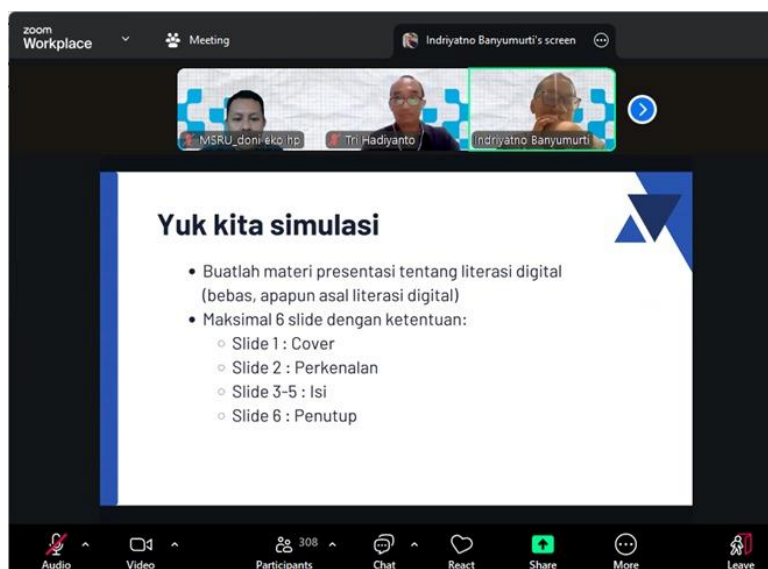 zoom
Workplace
Meeting
Indriyatno Banyumurti's screen
MSRU_doni eko hp
Tri Hadiyanto
Indriyatno Banyumurti
Yuk kita simulasi
• Buatlah materi presentasi tentang literasi digital
(bebas, apapun asal literasi digital)
• Maksimal 6 slide dengan ketentuan:
○ Slide 1 : Cover
○ Slide 2 : Perkenalan
○ Slide 3-5 : Isi
○ Slide 6 : Penutup
308
Audio
Video
Participants
Chat
React
Share
More
Leave